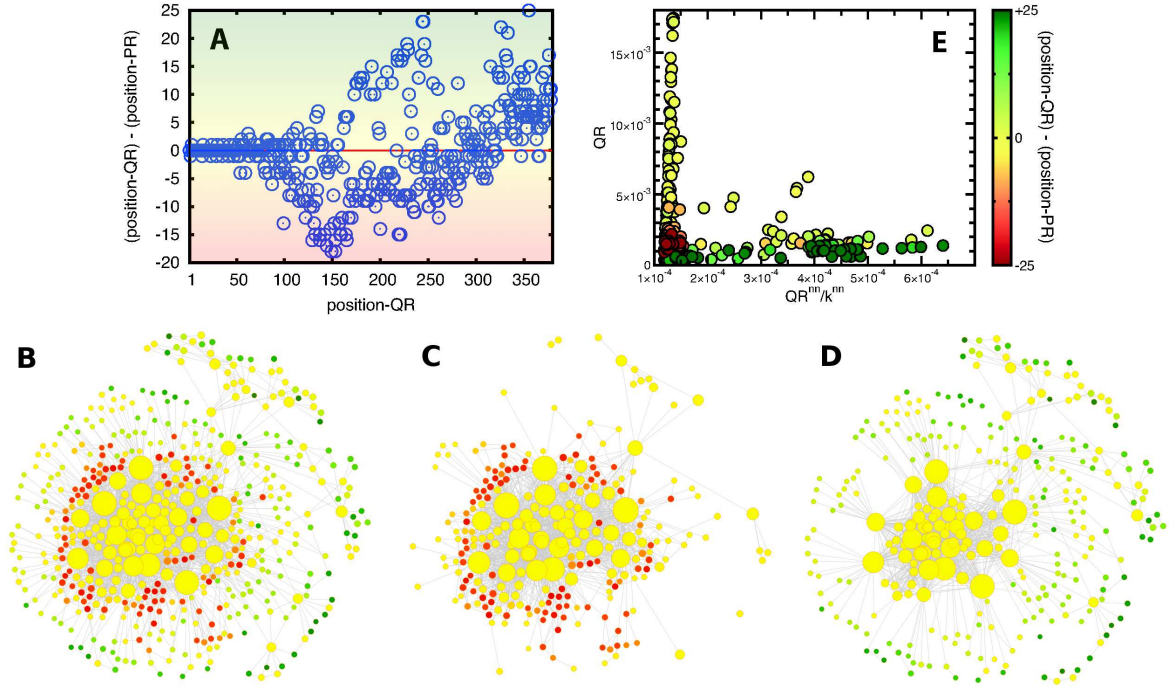 A
25
20
15
10
5
0
-5
-10
-15
-20
1 50 100 150 200 250 300 350
position-QR
(position-QR) - (position-PR)
E
15×10⁻³
10×10⁻³
5×10⁻³
0
QR
1×10⁻⁴ 2×10⁻⁴ 3×10⁻⁴ 4×10⁻⁴ 5×10⁻⁴ 6×10⁻⁴
QRⁿⁿ/kⁿⁿ
+25
0
-25
(position-QR) - (position-PR)
B
C
D